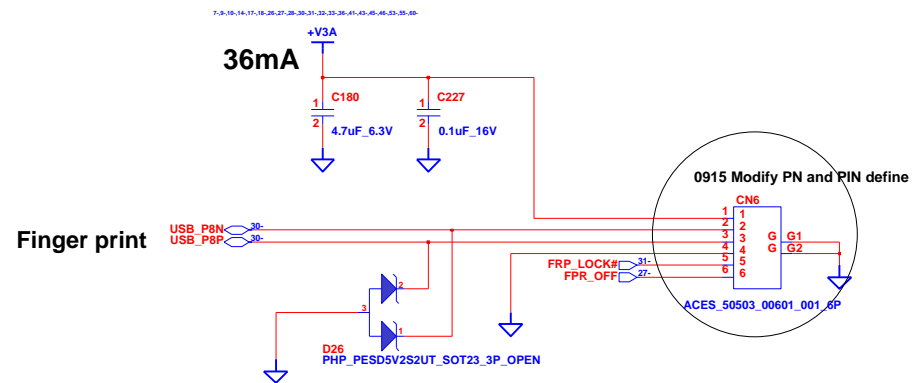 7-,9-,10-,14-,17-,18-,26-,27-,28-,30-,31-,32-,33-,36-,41-,43-,45-,46-,53-,55-,60-
+V3A
36mA
1 C180
2 4.7uF_6.3V
1 C227
2 0.1uF_16V
0915 Modify PN and PIN define
CN6
1 1
2 2
3 3
4 4
5 5
6 6
G G1
G G2
ACES_50503_00601_001_6P
Finger print
USB_P8N 30-
USB_P8P 30-
FRP_LOCK# 31-
FPR_OFF 27-
2
3
1
D26
PHP_PESD5V2S2UT_SOT23_3P_OPEN